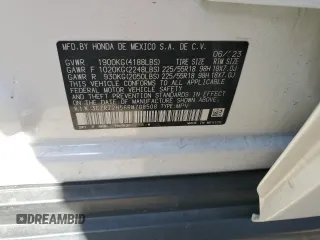 MFD. BY HONDA DE MEXICO S.A. DE C.V. 06/23
GVWR 1900KG(4188LBS) TIRE SIZE RIM SIZE
GAWR F 1020KG(2248LBS) 225/55R18 98H 18X7.0J
GAWR R 930KG(2050LBS) 225/55R18 98H 18X7.0J
THIS VEHICLE CONFORMS TO ALL APPLICABLE FEDERAL
MOTOR VEHICLE SAFETY, BUMPER, AND THEFT PREVENTION
STANDARDS IN EFFECT ON THE DATE OF MANUFACTURE SHOWN ABOVE.
V.I.N. TYPE:MPV